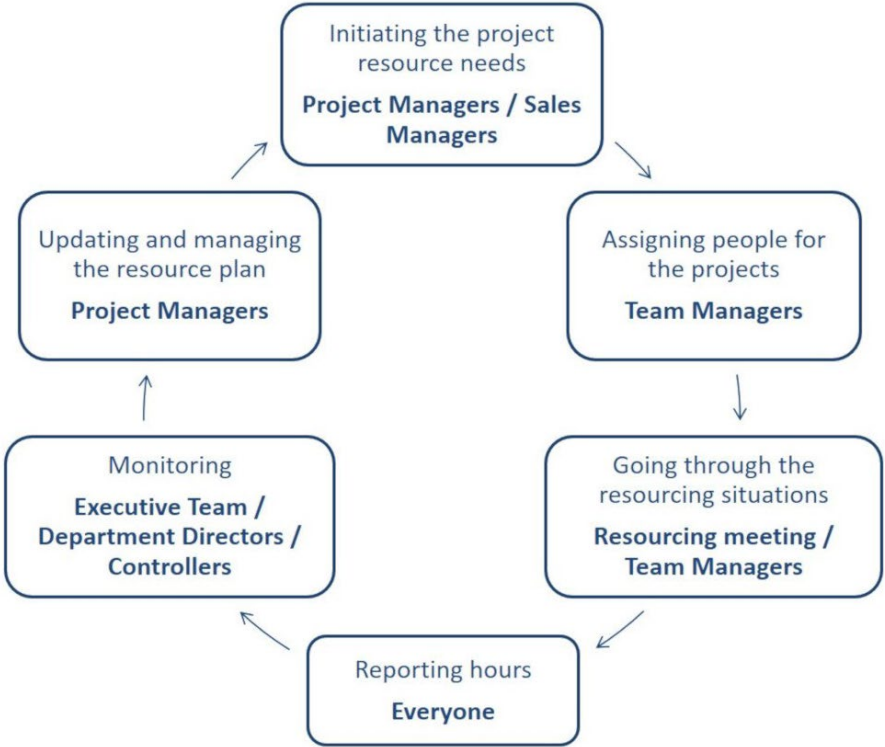 Initiating the project
resource needs
Project Managers / Sales
Managers
Assigning people for
the projects
Team Managers
Going through the
resourcing situations
Resourcing meeting /
Team Managers
Reporting hours
Everyone
Monitoring
Executive Team /
Department Directors /
Controllers
Updating and managing
the resource plan
Project Managers